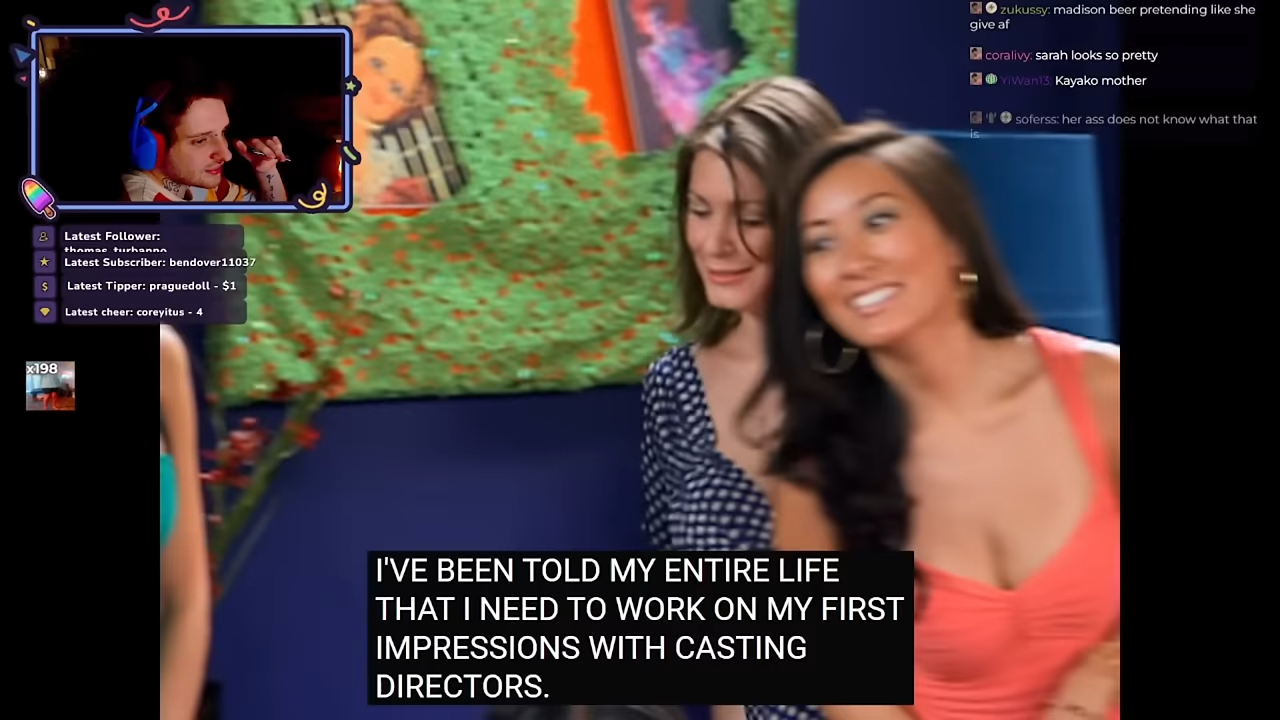 Latest Follower:
thomas_turbanne
Latest Subscriber: bendover11037
Latest Tipper: praguedoll - $1
Latest cheer: coreyitus - 4
x198
zukussy: madison beer pretending like she
give af
coralivy: sarah looks so pretty
YiWan13: Kayako mother
soferss: her ass does not know what that
is
I'VE BEEN TOLD MY ENTIRE LIFE
THAT I NEED TO WORK ON MY FIRST
IMPRESSIONS WITH CASTING
DIRECTORS.